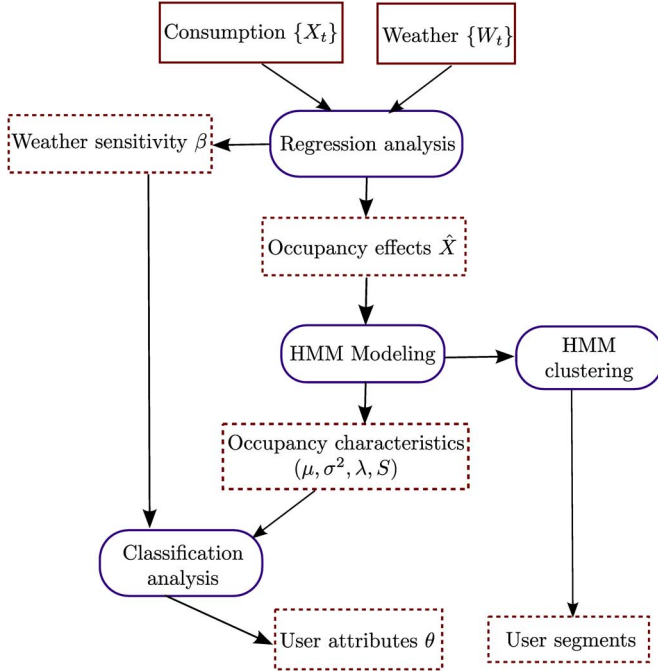 Consumption {X_t}
Weather {W_t}
Weather sensitivity β
Regression analysis
Occupancy effects X̂
HMM Modeling
HMM
clustering
Occupancy characteristics
(μ, σ², λ, S)
Classification
analysis
User attributes θ
User segments